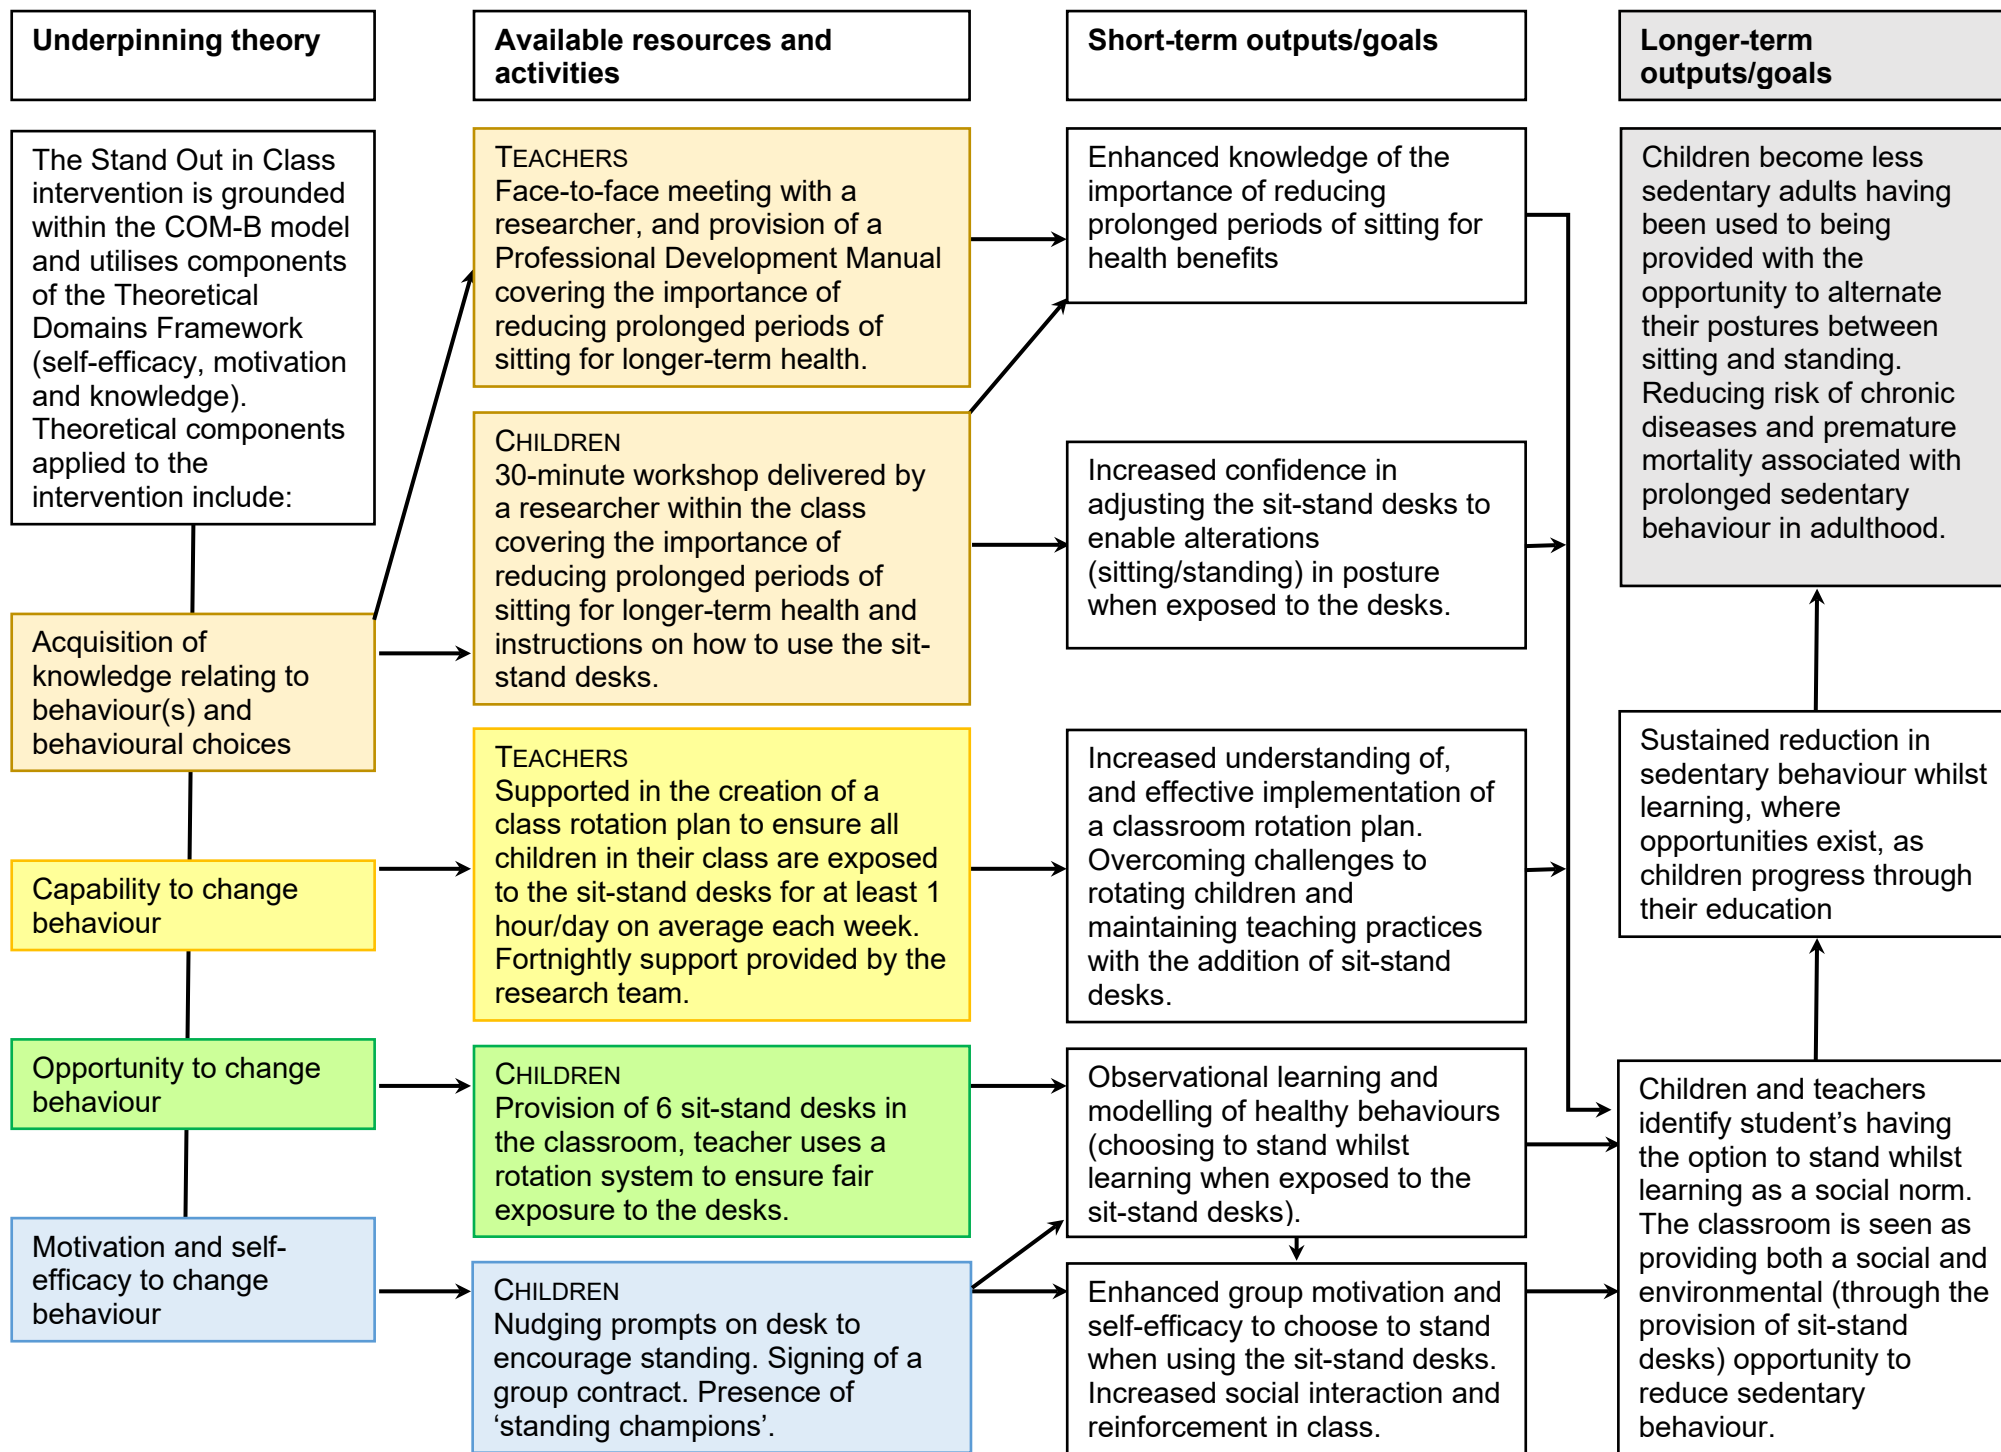 Underpinning theory
The Stand Out in Class
intervention is grounded
within the COM-B model
and utilises components
of the Theoretical
Domains Framework
(self-efficacy, motivation
and knowledge).
Theoretical components
applied to the
intervention include:
Acquisition of
knowledge relating to
behaviour(s) and
behavioural choices
Capability to change
behaviour
Opportunity to change
behaviour
Motivation and self-
efficacy to change
behaviour
Available resources and
activities
TEACHERS
Face-to-face meeting with a
researcher, and provision of a
Professional Development Manual
covering the importance of
reducing prolonged periods of
sitting for longer-term health.
CHILDREN
30-minute workshop delivered by
a researcher within the class
covering the importance of
reducing prolonged periods of
sitting for longer-term health and
instructions on how to use the sit-
stand desks.
TEACHERS
Supported in the creation of a
class rotation plan to ensure all
children in their class are exposed
to the sit-stand desks for at least 1
hour/day on average each week.
Fortnightly support provided by the
research team.
CHILDREN
Provision of 6 sit-stand desks in
the classroom, teacher uses a
rotation system to ensure fair
exposure to the desks.
CHILDREN
Nudging prompts on desk to
encourage standing. Signing of a
group contract. Presence of
‘standing champions’.
Short-term outputs/goals
Enhanced knowledge of the
importance of reducing
prolonged periods of sitting for
health benefits
Increased confidence in
adjusting the sit-stand desks to
enable alterations
(sitting/standing) in posture
when exposed to the desks.
Increased understanding of,
and effective implementation of
a classroom rotation plan.
Overcoming challenges to
rotating children and
maintaining teaching practices
with the addition of sit-stand
desks.
Observational learning and
modelling of healthy behaviours
(choosing to stand whilst
learning when exposed to the
sit-stand desks).
Enhanced group motivation and
self-efficacy to choose to stand
when using the sit-stand desks.
Increased social interaction and
reinforcement in class.
Longer-term
outputs/goals
Children become less
sedentary adults having
been used to being
provided with the
opportunity to alternate
their postures between
sitting and standing.
Reducing risk of chronic
diseases and premature
mortality associated with
prolonged sedentary
behaviour in adulthood.
Sustained reduction in
sedentary behaviour whilst
learning, where
opportunities exist, as
children progress through
their education
Children and teachers
identify student’s having
the option to stand whilst
learning as a social norm.
The classroom is seen as
providing both a social and
environmental (through the
provision of sit-stand
desks) opportunity to
reduce sedentary
behaviour.